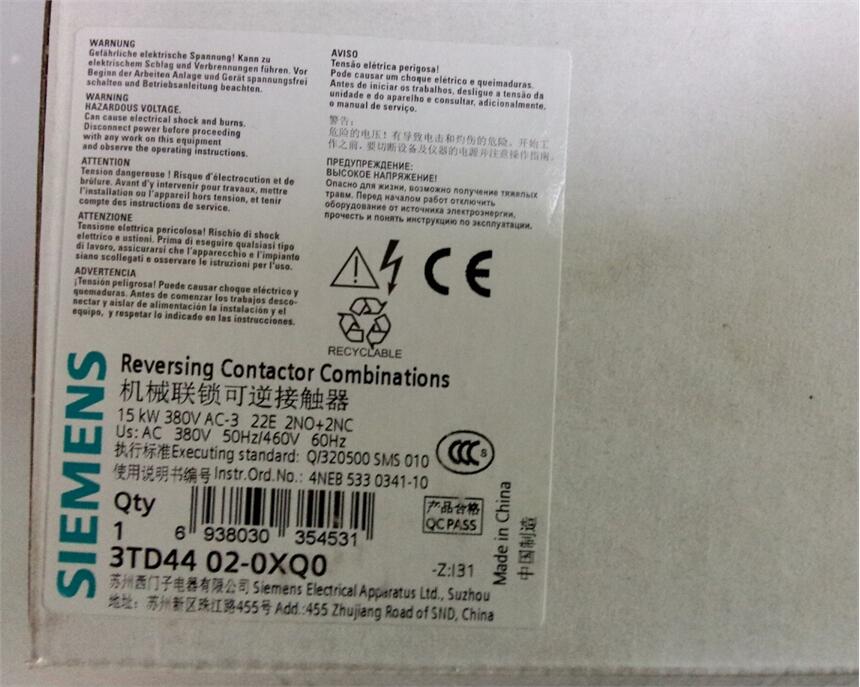 WARNUNG
Gefährliche elektrische Spannung! Kann zu
elektrischem Schlag und Verbrennungen führen. Vor
Beginn der Arbeiten Anlage und Gerät spannungsfrei
schalten und Betriebsanleitung beachten.
WARNING
HAZARDOUS VOLTAGE.
Can cause electrical shock and burns.
Disconnect power before proceeding
with any work on this equipment
and observe the operating instructions.
ATTENTION
Tension dangereuse ! Risque d'électrocution et de
brûlure. Avant d'y intervenir pour travaux, mettre
l'installation ou l'appareil hors tension, et tenir
compte des instructions de service.
ATTENZIONE
Tensione elettrica pericolosa! Rischio di shock
elettrico e ustioni. Prima di eseguire qualsiasi tipo
di lavoro, assicurarsi che l'apparecchio e l'impianto
siano scollegati e osservare le istruzioni per l'uso.
ADVERTENCIA
¡Tensión peligrosa! Puede causar choque eléctrico y
quemaduras. Antes de comenzar los trabajos desco-
nectar y aislar de alimentación la instalación y el
equipo, y respetar lo indicado en las instrucciones.
AVISO
Tensão elétrica perigosa!
Pode causar um choque elétrico e queimaduras.
Antes de iniciar os trabalhos, desligue a tensão da
unidade e do aparelho e consultar, adicionalmente,
o manual de serviço.
警告:
危险的电压! 有导致电击和灼伤的危险。开始工
作之前, 要切断设备及仪器的电源并注意操作指南。
ПРЕДУПРЕЖДЕНИЕ:
ВЫСОКОЕ НАПРЯЖЕНИЕ!
Опасно для жизни, возможно получение тяжелых
травм. Перед началом работ отключить
оборудование от источника электроэнергии,
прочесть и понять инструкцию по эксплуатации.
CE
RECYCLABLE
SIEMENS
Reversing Contactor Combinations
机械联锁可逆接触器
15 kW 380V AC-3 22E 2NO+2NC
Us: AC 380V 50Hz/460V 60Hz
执行标准Executing standard: Q/320500 SMS 010
使用说明书编号Instr.Ord.No.: 4NEB 533 0341-10
CCC S
Qty
1
6 938030 354531
产品合格
QC PASS
3TD44 02-0XQ0
-Z:I31
Made in China
中国制造
苏州西门子电器有限公司 Siemens Electrical Apparatus Ltd., Suzhou
地址: 苏州新区珠江路455号 Add.:455 Zhujiang Road of SND, China